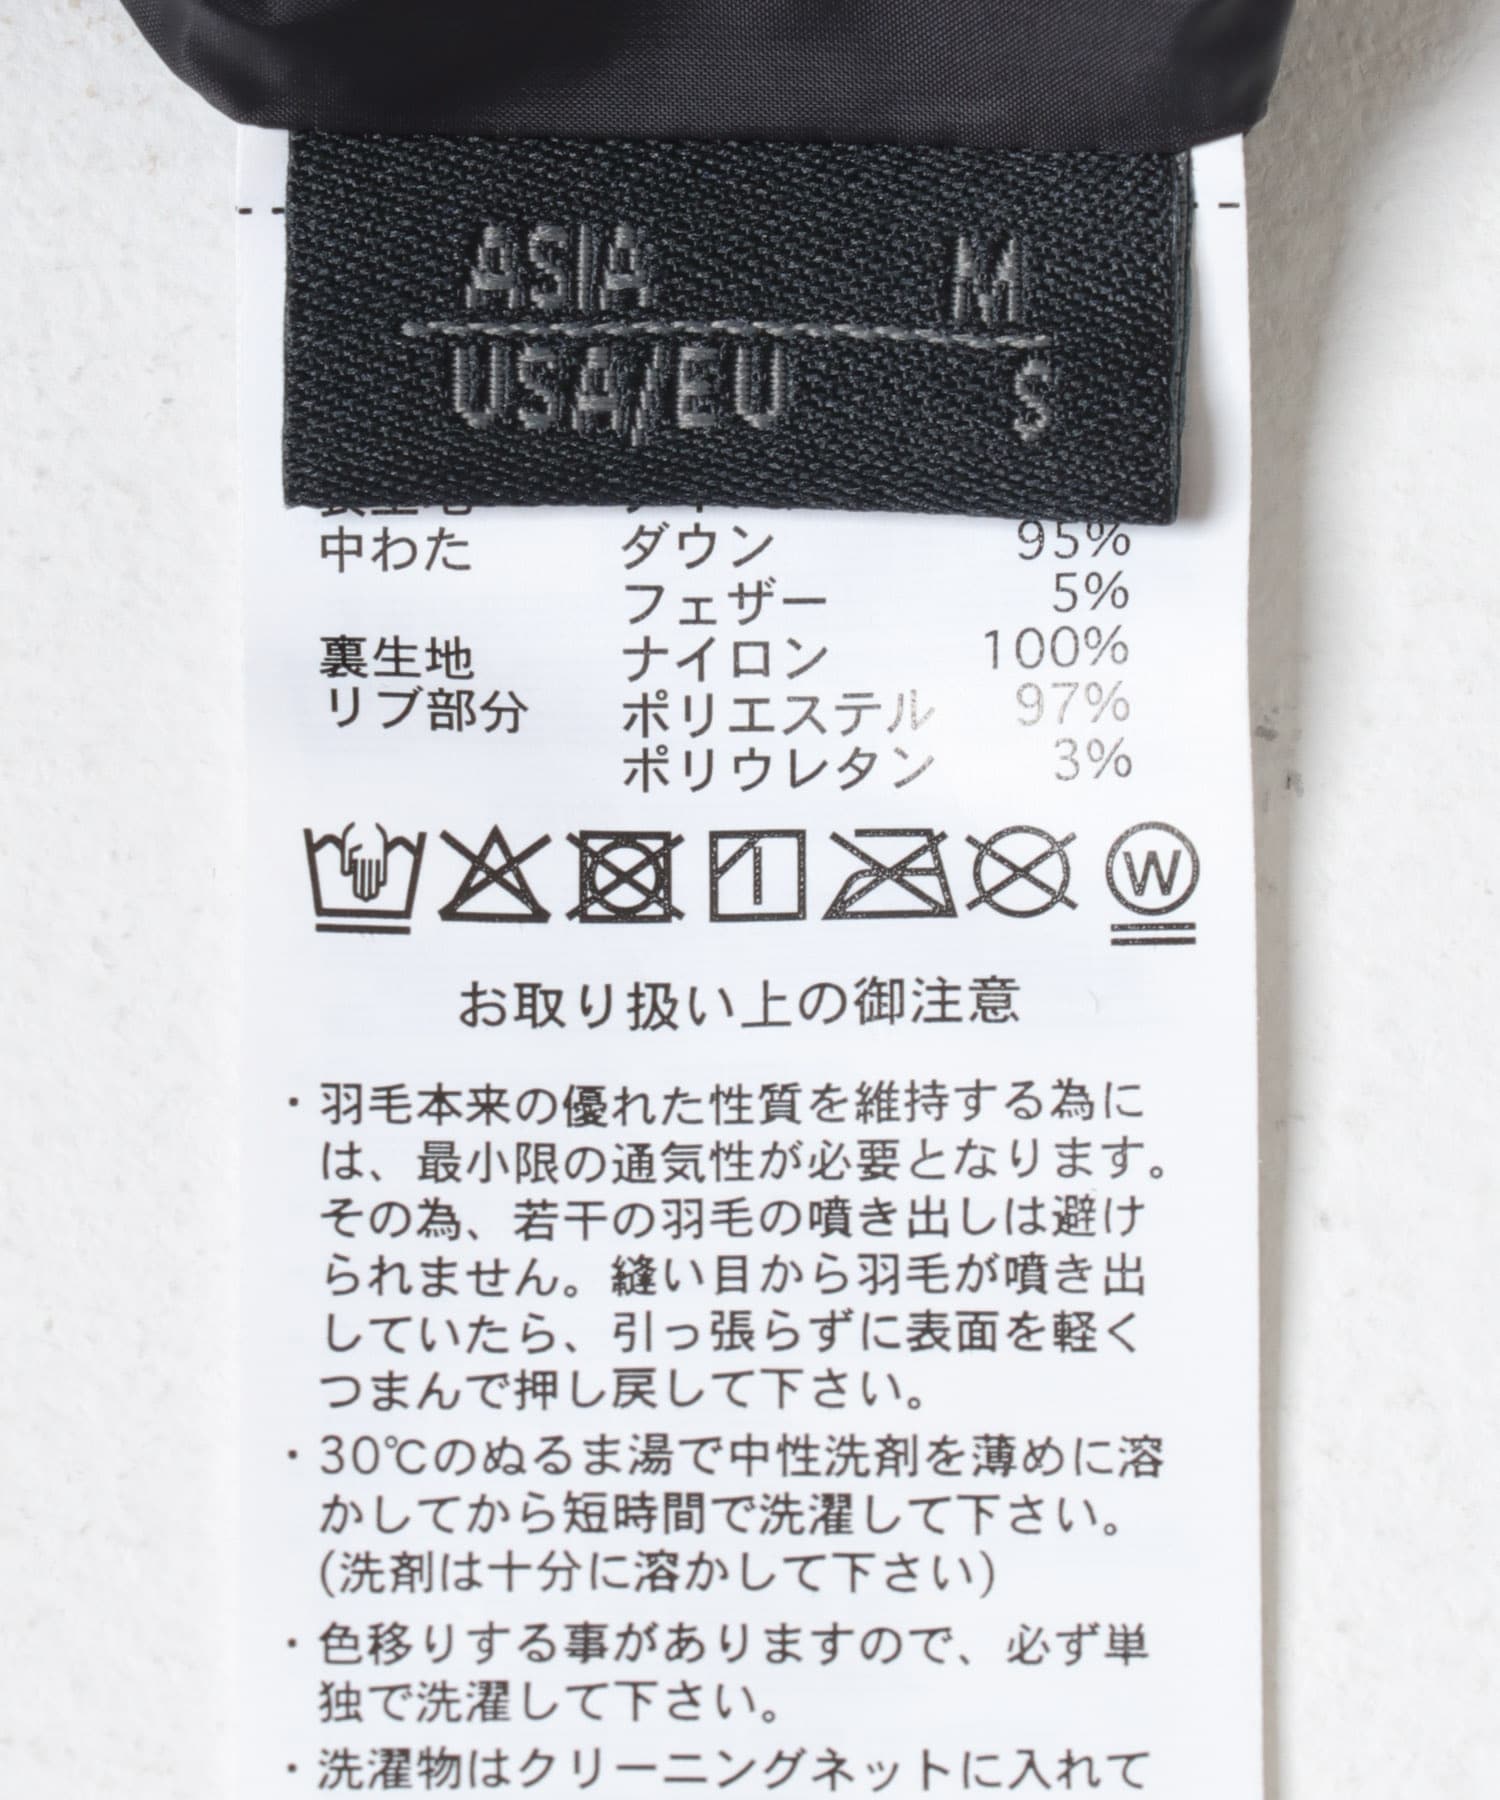 ASIA M
USA/EU S
中わた ダウン 95%
フェザー 5%
裏生地 ナイロン 100%
リブ部分 ポリエステル 97%
ポリウレタン 3%
W
お取り扱い上の御注意
・羽毛本来の優れた性質を維持する為に
は、最小限の通気性が必要となります。
その為、若干の羽毛の噴き出しは避け
られません。縫い目から羽毛が噴き出
していたら、引っ張らずに表面を軽く
つまんで押し戻して下さい。
・30℃のぬるま湯で中性洗剤を薄めに溶
かしてから短時間で洗濯して下さい。
(洗剤は十分に溶かして下さい)
・色移りする事がありますので、必ず単
独で洗濯して下さい。
・洗濯物はクリーニングネットに入れて